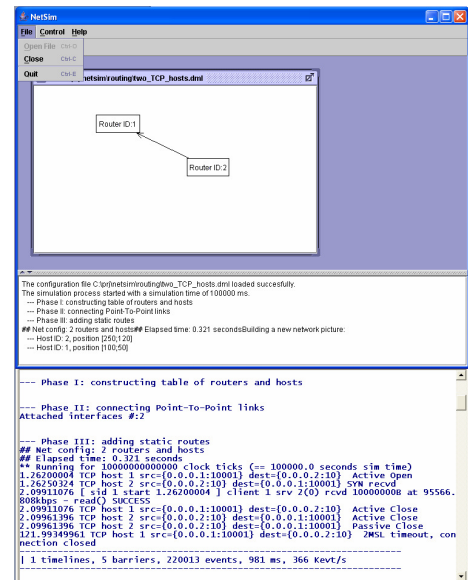 NetSim
File Control Help
Open File Ctrl-O
Close Ctrl-C
Quit Ctrl-E
netsim\routing\two_TCP_hosts.dml
Router ID:1
Router ID:2
The configuration file C:\prj\netsim\routing\two_TCP_hosts.dml loaded succesfully.
The simulation process started with a simulation time of 100000 ms.
--- Phase I: constructing table of routers and hosts
--- Phase II: connecting Point-To-Point links
--- Phase III: adding static routes
## Net config: 2 routers and hosts## Elapsed time: 0.321 secondsBuilding a new network picture:
--- Host ID: 2, position [250;120]
--- Host ID: 1, position [100;50]
--- Phase I: constructing table of routers and hosts
--- Phase II: connecting Point-To-Point links
Attached interfaces #:2
--- Phase III: adding static routes
## Net config: 2 routers and hosts
## Elapsed time: 0.321 seconds
** Running for 10000000000000 clock ticks (== 100000.0 seconds sim time)
1.26200004 TCP host 1 src={0.0.0.1:10001} dest={0.0.0.2:10} Active Open
1.26250324 TCP host 2 src={0.0.0.2:10} dest={0.0.0.1:10001} SYN recvd
2.09911076 [ sid 1 start 1.26200004 ] client 1 srv 2(0) rcvd 10000000B at 95566.
808kbps - read() SUCCESS
2.09911076 TCP host 1 src={0.0.0.1:10001} dest={0.0.0.2:10} Active Close
2.09961396 TCP host 2 src={0.0.0.2:10} dest={0.0.0.1:10001} Active Close
2.09961396 TCP host 2 src={0.0.0.2:10} dest={0.0.0.1:10001} Passive Close
121.99349961 TCP host 1 src={0.0.0.1:10001} dest={0.0.0.2:10} 2MSL timeout, con
nection closed
| 1 timelines, 5 barriers, 220013 events, 981 ms, 366 Kevt/s